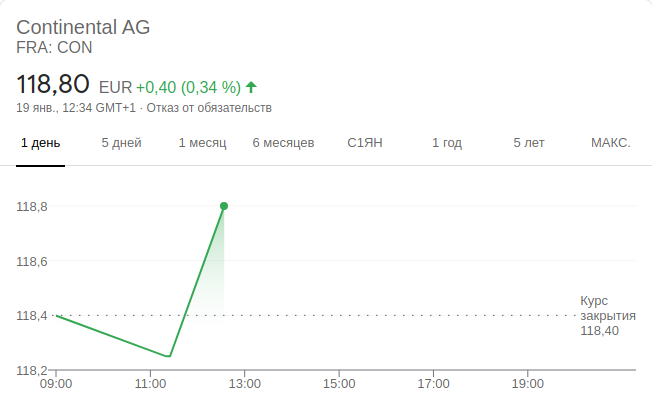 Continental AG
FRA: CON
118,80 EUR +0,40 (0,34 %)
19 янв., 12:34 GMT+1 · Отказ от обязательств
1 день 5 дней 1 месяц 6 месяцев С1ЯН 1 год 5 лет МАКС.
118,8
118,6
118,4
118,2
Курс
закрытия
118,40
09:00 11:00 13:00 15:00 17:00 19:00